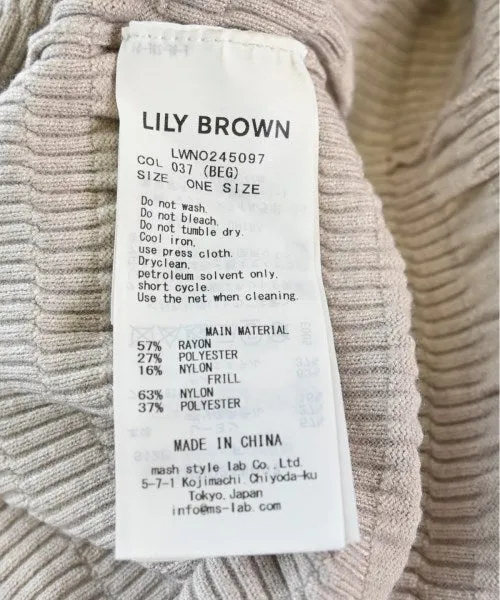 LILY BROWN
LWNO245097
COL 037 (BEG)
SIZE ONE SIZE
Do not wash.
Do not bleach.
Do not tumble dry.
Cool iron,
use press cloth.
Dryclean,
petroleum solvent only.
short cycle.
Use the net when cleaning.
MAIN MATERIAL
57% RAYON
27% POLYESTER
16% NYLON
FRILL
63% NYLON
37% POLYESTER
MADE IN CHINA
mash style lab Co., Ltd.
5-7-1 Kojimachi, Chiyoda-ku
Tokyo, Japan
info@ms-lab.com